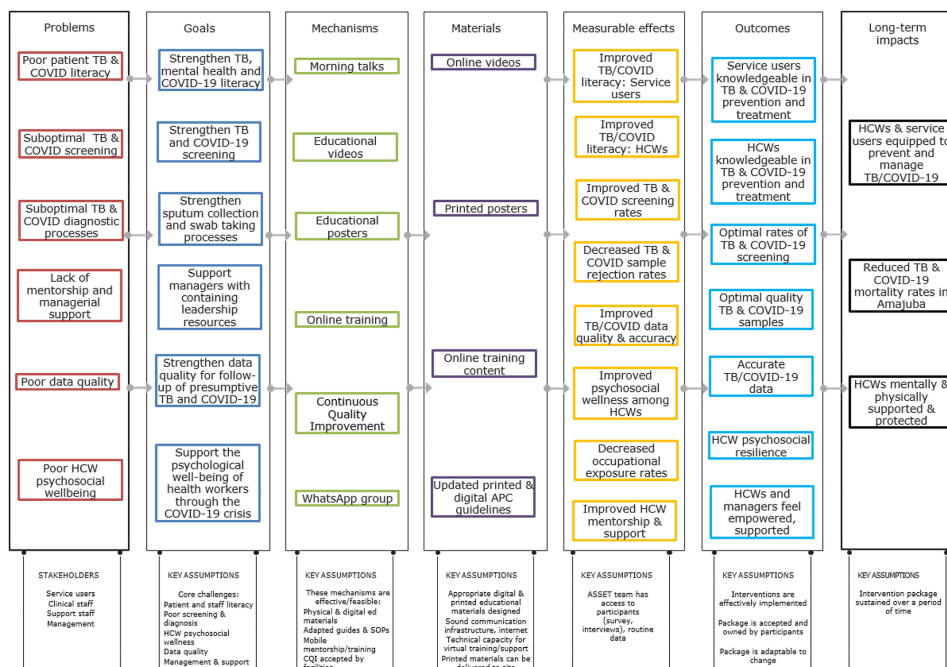 Problems
Poor patient TB &
COVID literacy
Suboptimal TB &
COVID screening
Suboptimal TB &
COVID diagnostic
processes
Lack of
mentorship and
managerial
support
Poor data quality
Poor HCW
psychosocial
wellbeing
STAKEHOLDERS
Service users
Clinical staff
Support staff
Management
Goals
Strengthen TB,
mental health and
COVID-19 literacy
Strengthen TB
and COVID-19
screening
Strengthen
sputum collection
and swab taking
processes
Support
managers with
containing
leadership
resources
Strengthen data
quality for follow-
up of presumptive
TB and COVID-19
Support the
psychological
well-being of
health workers
through the
COVID-19 crisis
KEY ASSUMPTIONS
Core challenges:
Patient and staff literacy
Poor screening &
diagnosis
HCW psychosocial
wellness
Data quality
Management & support
Mechanisms
Morning talks
Educational
videos
Educational
posters
Online training
Continuous
Quality
Improvement
WhatsApp group
KEY ASSUMPTIONS
These mechanisms are
effective/feasible:
Physical & digital ed
materials
Adapted guides & SOPs
Mobile
mentorship/training
CQI accepted by
Materials
Online videos
Printed posters
Online training
content
Updated printed &
digital APC
guidelines
KEY ASSUMPTIONS
Appropriate digital &
printed educational
materials designed
Sound communication
infrastructure, internet
Technical capacity for
virtual training/support
Printed materials can
Measurable effects
Improved
TB/COVID
literacy: Service
users
Improved
TB/COVID
literacy: HCWs
Improved TB &
COVID screening
rates
Decreased TB &
COVID sample
rejection rates
Improved
TB/COVID data
quality & accuracy
Improved
psychosocial
wellness among
HCWs
Decreased
occupational
exposure rates
Improved HCW
mentorship &
support
KEY ASSUMPTIONS
ASSET team has
access to
participants
(survey,
interviews), routine
data
Outcomes
Service users
knowledgeable in
TB & COVID-19
prevention and
treatment
HCWs
knowledgeable in
TB & COVID-19
prevention and
treatment
Optimal rates of
TB & COVID-19
screening
Optimal quality
TB & COVID-19
samples
Accurate
TB/COVID-19
data
HCW psychosocial
resilience
HCWs and
managers feel
empowered,
supported
KEY ASSUMPTIONS
Interventions are
effectively implemented
Package is accepted and
owned by participants
Package is adaptable to
change
Long-term
impacts
HCWs & service
users equipped to
prevent and
manage
TB/COVID-19
Reduced TB &
COVID-19
mortality rates in
Amajuba
HCWs mentally &
physically
supported &
protected
KEY ASSUMPTION
Intervention package
sustained over a period
of time